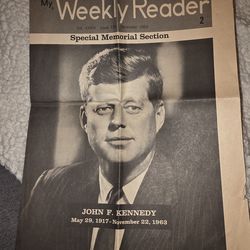 My Weekly Reader
2
Special Memorial Section
JOHN F. KENNEDY
May 29, 1917- November 22, 1963